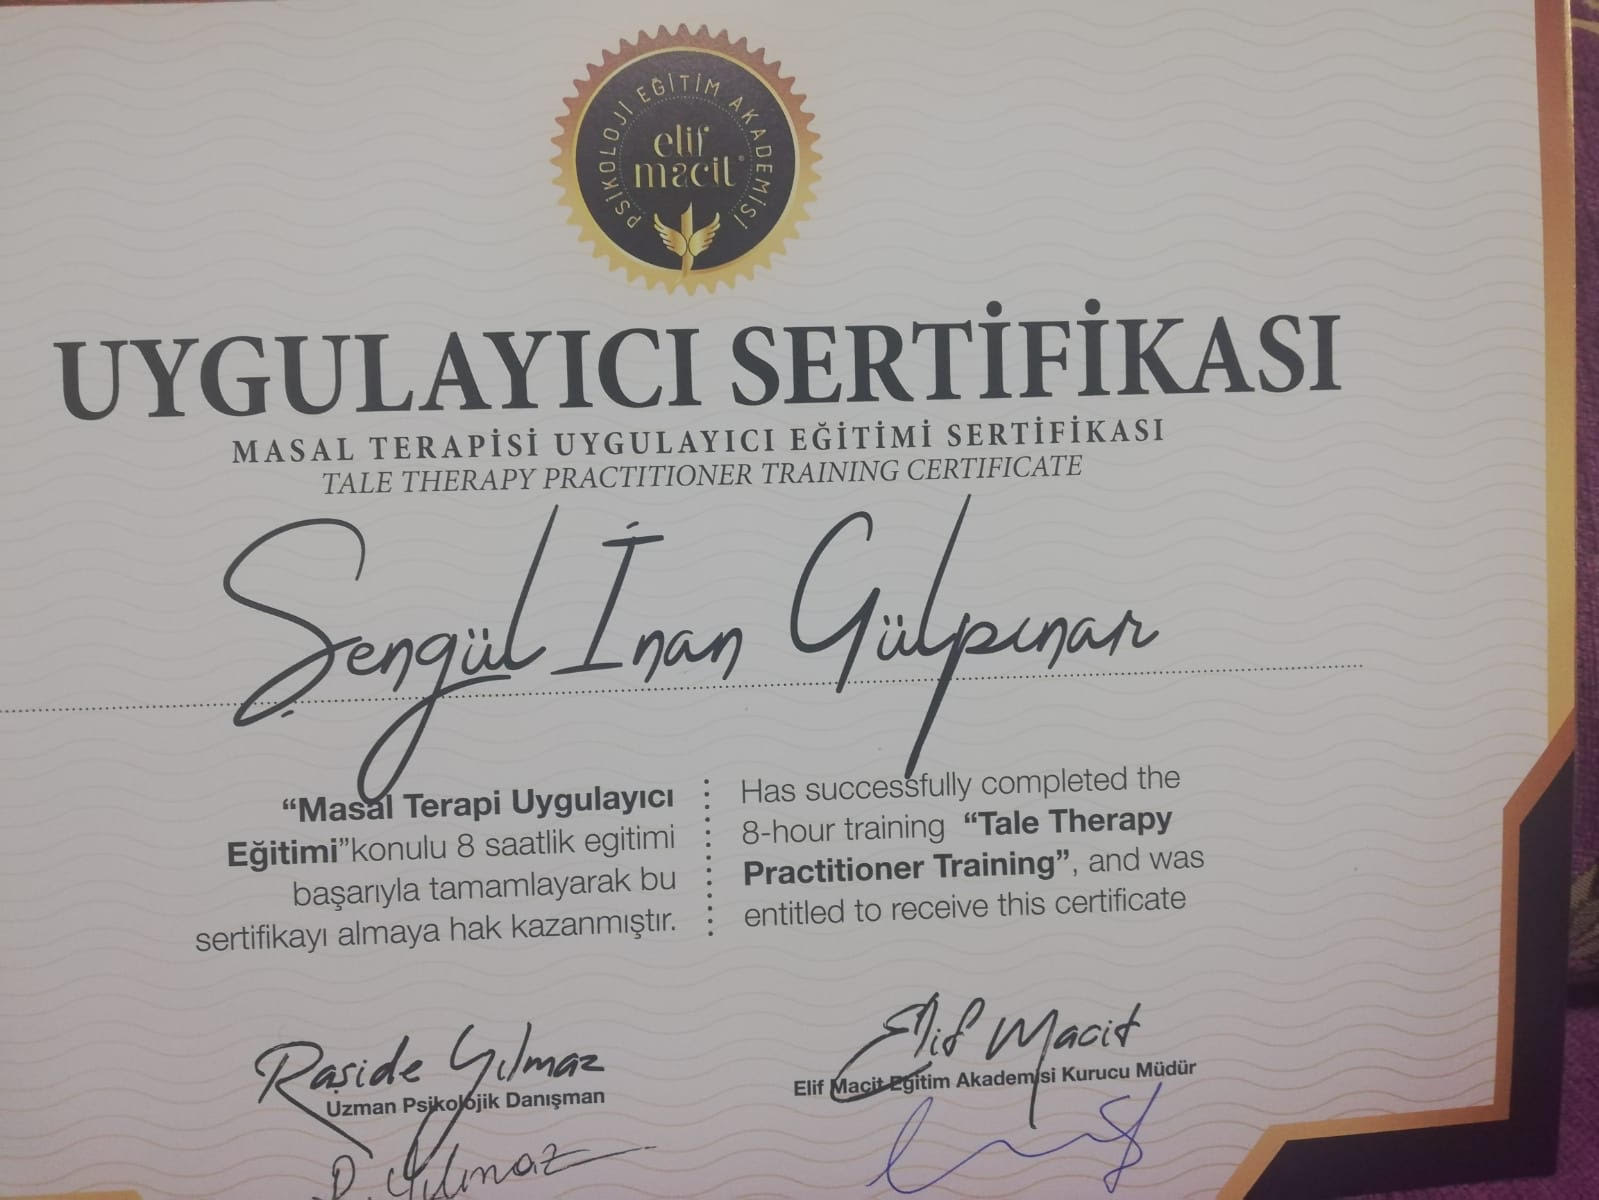 PSİKOLOJİ EĞİTİM AKADEMİSİ
elif
macit
UYGULAYICI SERTİFİKASI
MASAL TERAPİSİ UYGULAYICI EĞİTİMİ SERTİFİKASI
TALE THERAPY PRACTITIONER TRAINING CERTIFICATE
Şengül İnan Gülpınar
“Masal Terapi Uygulayıcı
Eğitimi”konulu 8 saatlik egitimi
başarıyla tamamlayarak bu
sertifikayı almaya hak kazanmıştır.
Has successfully completed the
8-hour training “Tale Therapy
Practitioner Training”, and was
entitled to receive this certificate
Raşide Yılmaz
Uzman Psikolojik Danışman
R. Yılmaz
Elif Macit
Elif Macit Eğitim Akademisi Kurucu Müdür